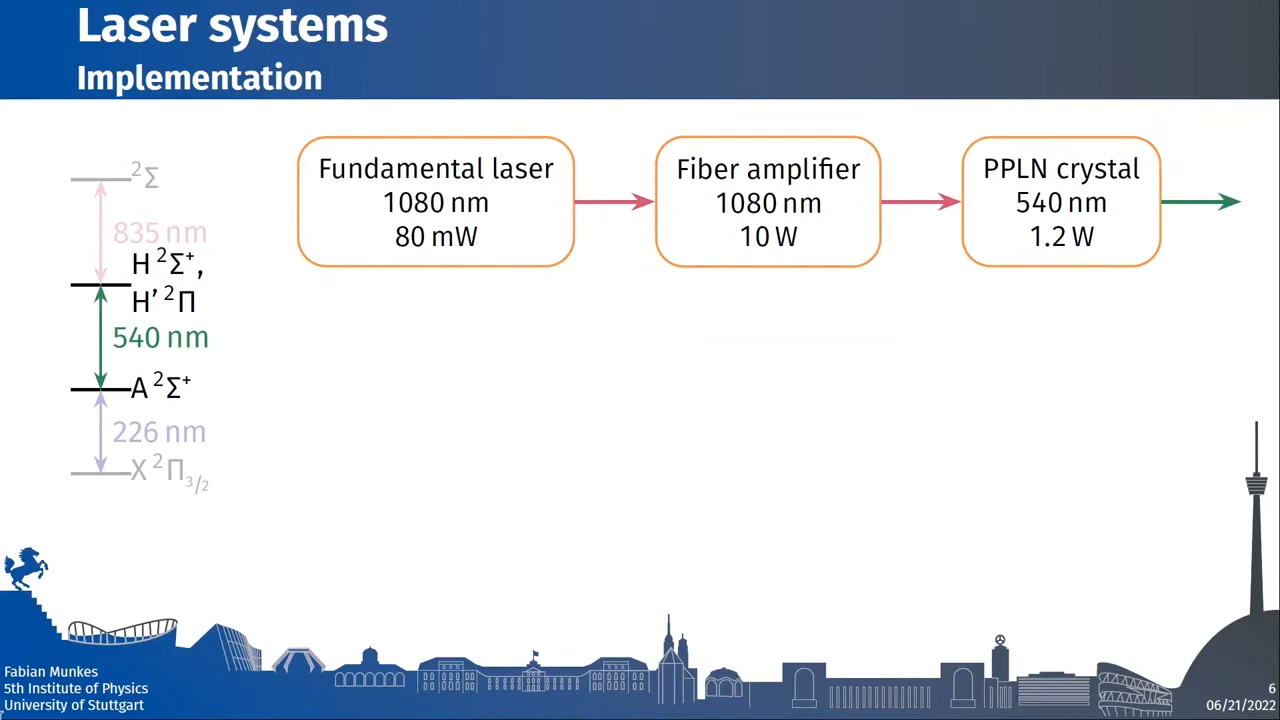 Laser systems
Implementation
²Σ
835 nm
H ²Σ⁺,
H’ ²Π
540 nm
A ²Σ⁺
226 nm
X ²Π₃/₂
Fundamental laser
1080 nm
80 mW
Fiber amplifier
1080 nm
10 W
PPLN crystal
540 nm
1.2 W
Fabian Munkes
5th Institute of Physics
University of Stuttgart
6
06/21/2022